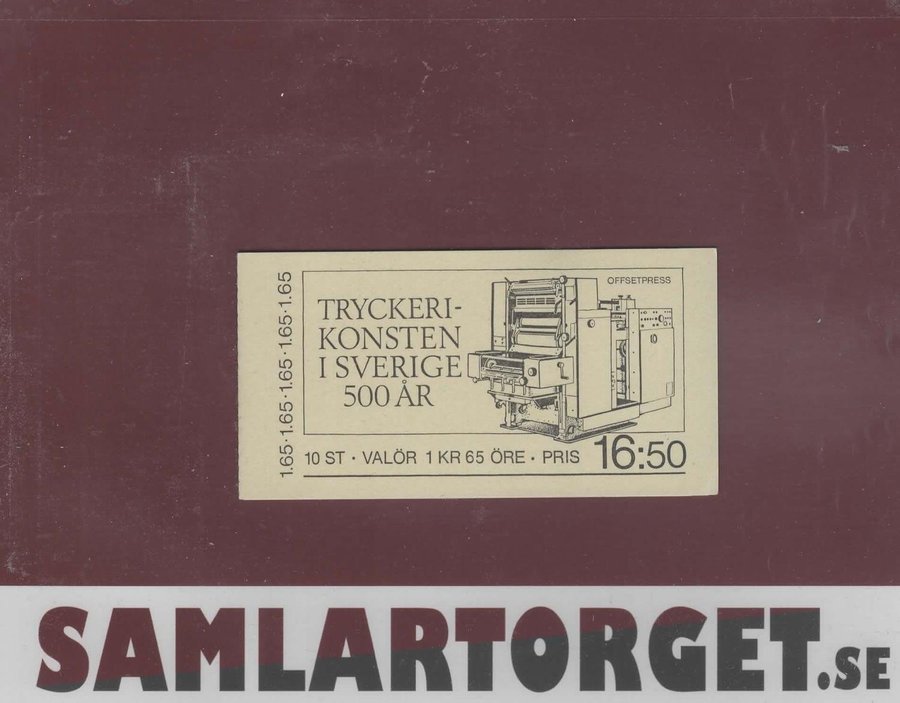 1.65·1.65·1.65·1.65·1.65
TRYCKERI-
KONSTEN
I SVERIGE
500 ÅR
OFFSETPRESS
10 ST · VALÖR 1 KR 65 ÖRE · PRIS 16:50
SAMLARTORGET.SE